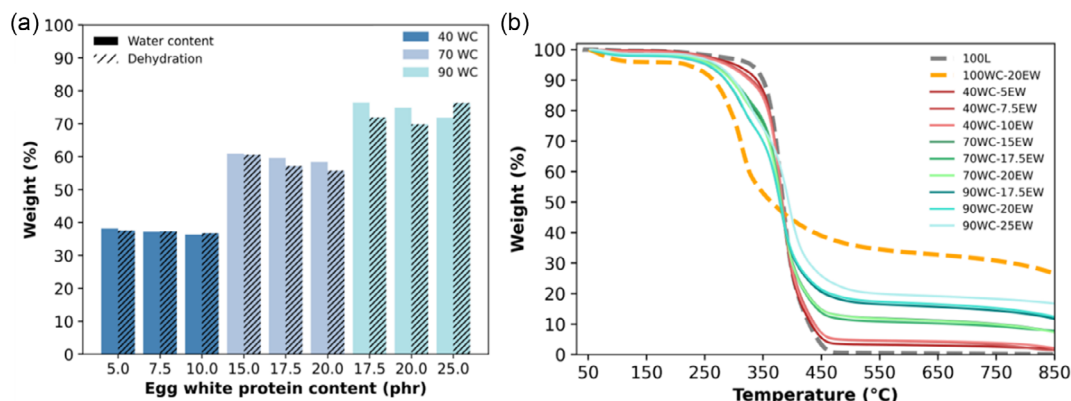 (a)
100
90
80
70
60
50
40
30
20
10
0
Weight (%)
Water content
Dehydration
40 WC
70 WC
90 WC
5.0 7.5 10.0 15.0 17.5 20.0 17.5 20.0 25.0
Egg white protein content (phr)
(b)
100
90
80
70
60
50
40
30
20
10
0
Weight (%)
100L
100WC-20EW
40WC-5EW
40WC-7.5EW
40WC-10EW
70WC-15EW
70WC-17.5EW
70WC-20EW
90WC-17.5EW
90WC-20EW
90WC-25EW
50 150 250 350 450 550 650 750 850
Temperature (°C)